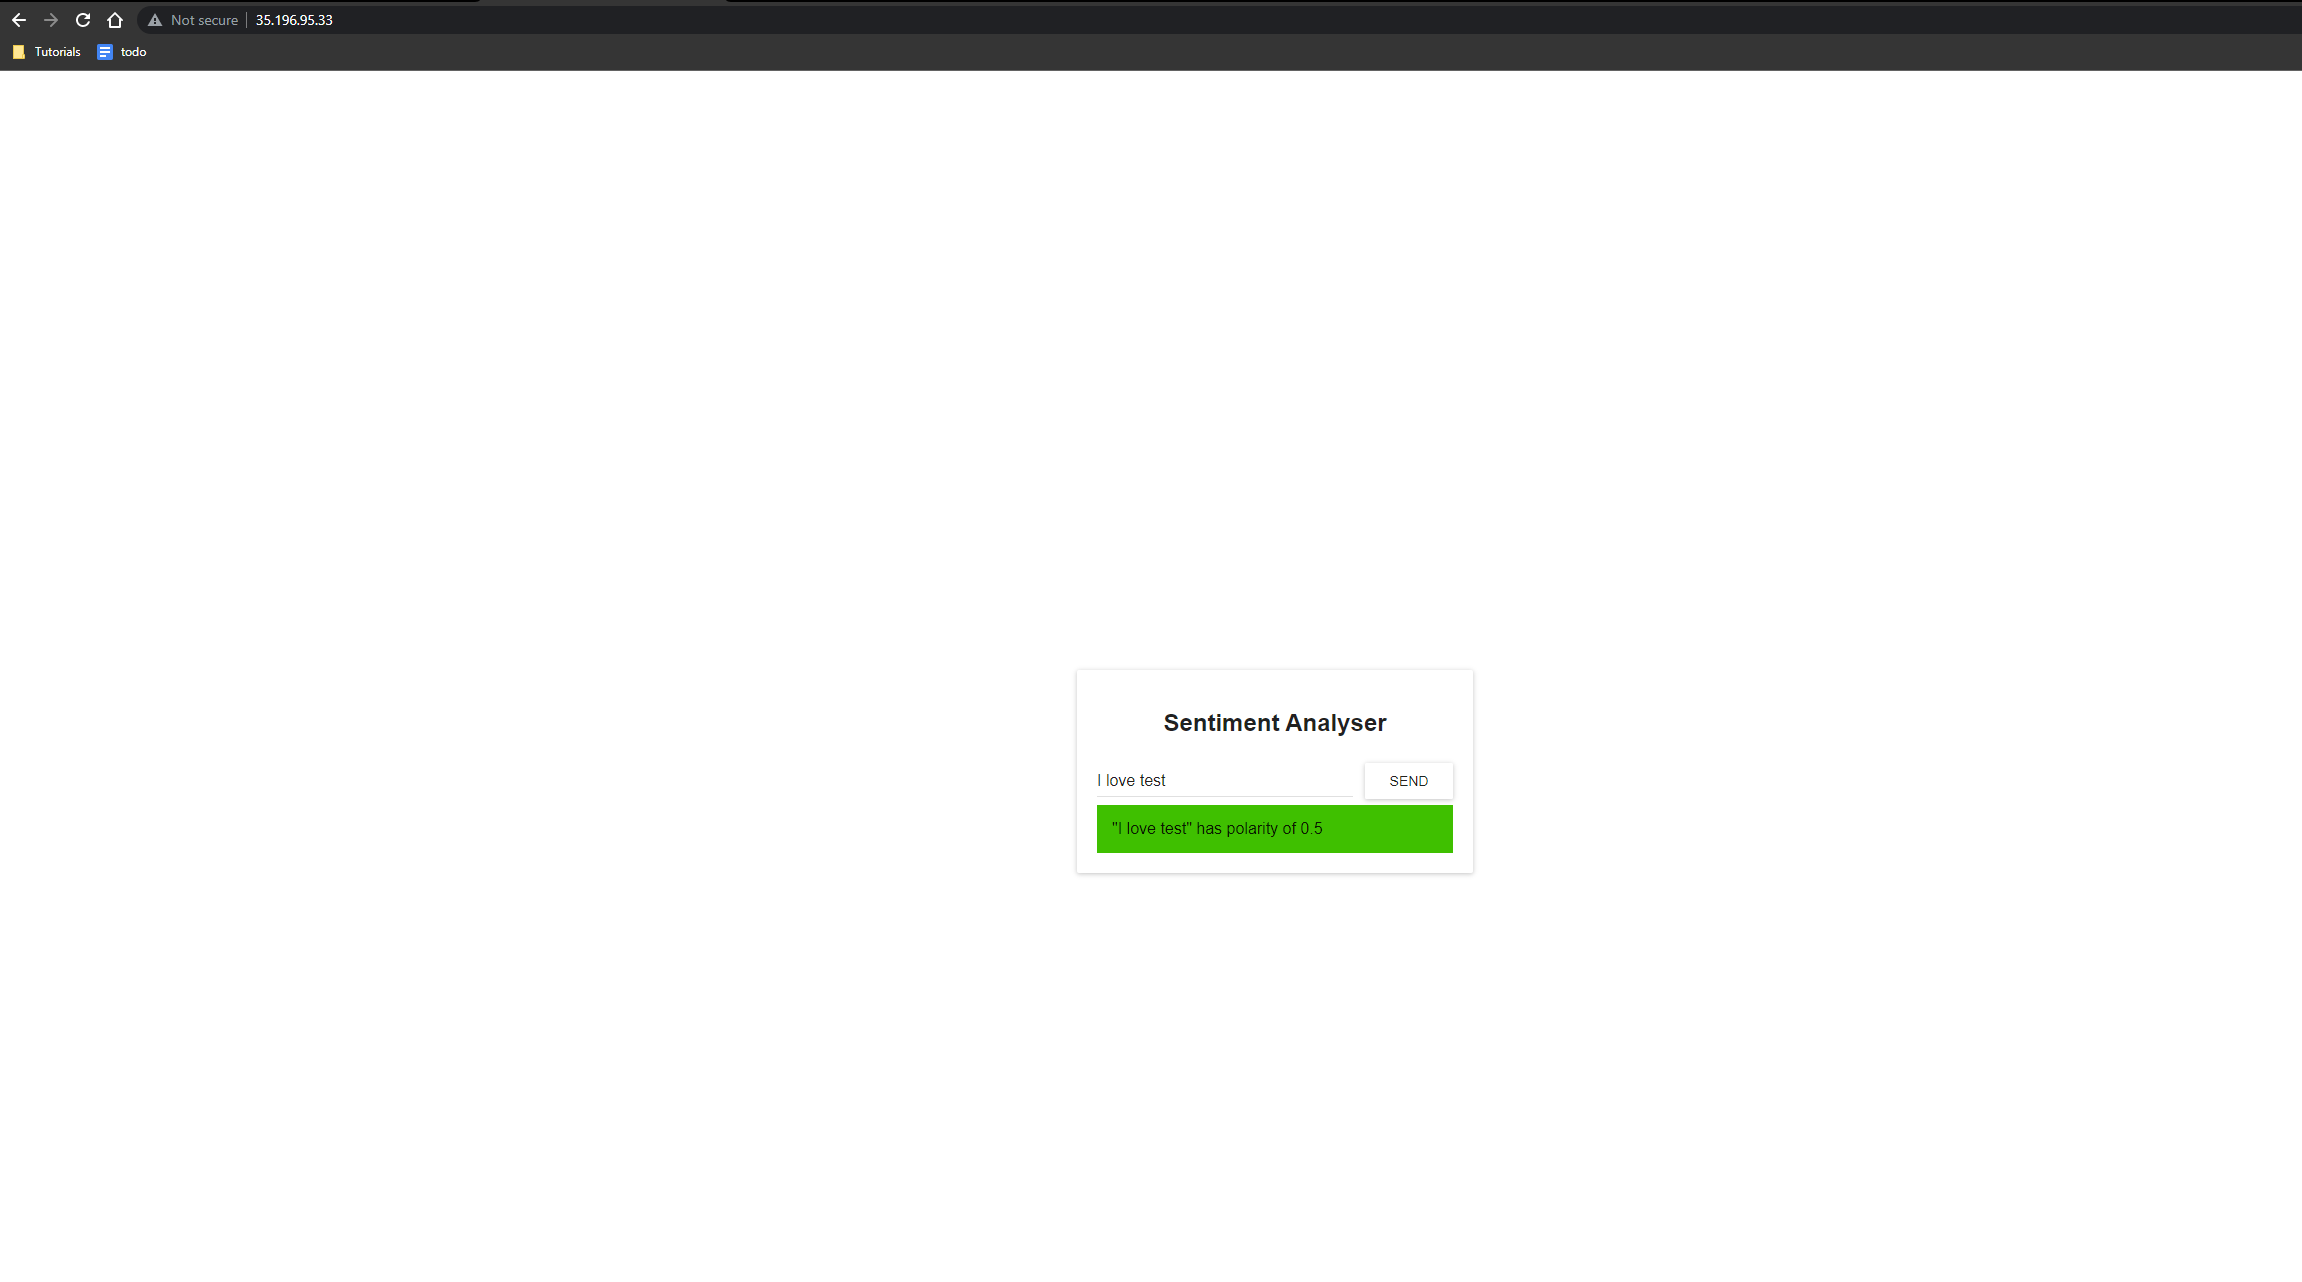 Not secure 35.196.95.33
Tutorials todo
Sentiment Analyser
I love test SEND
"I love test" has polarity of 0.5